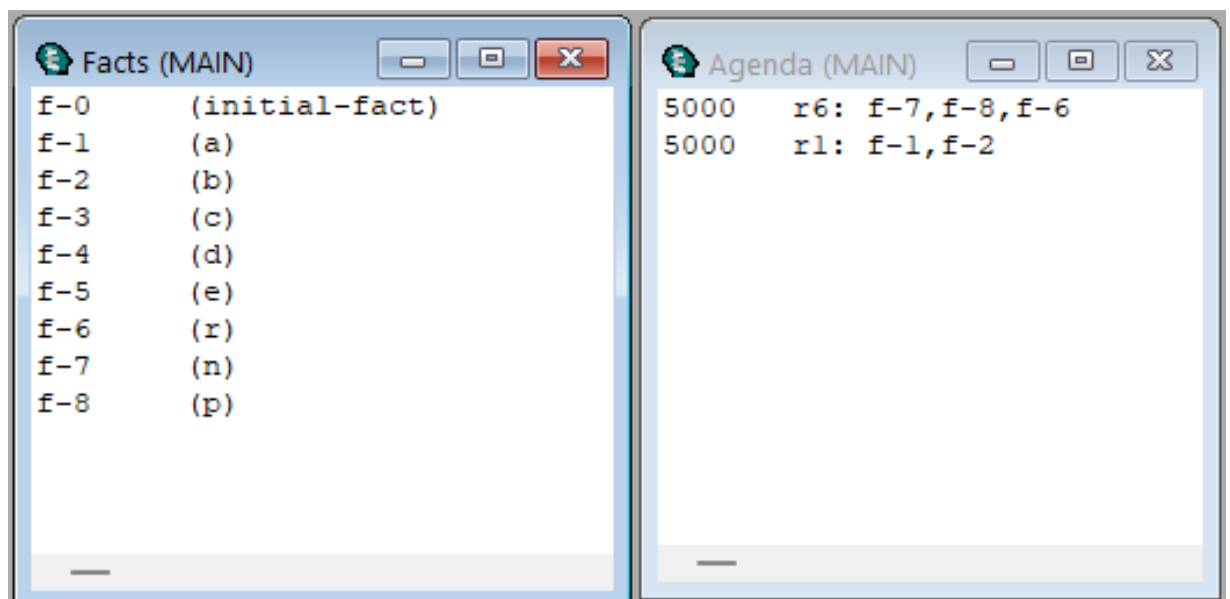 Facts (MAIN)
f-0 (initial-fact)
f-1 (a)
f-2 (b)
f-3 (c)
f-4 (d)
f-5 (e)
f-6 (r)
f-7 (n)
f-8 (p)
Agenda (MAIN)
5000 r6: f-7,f-8,f-6
5000 r1: f-1,f-2